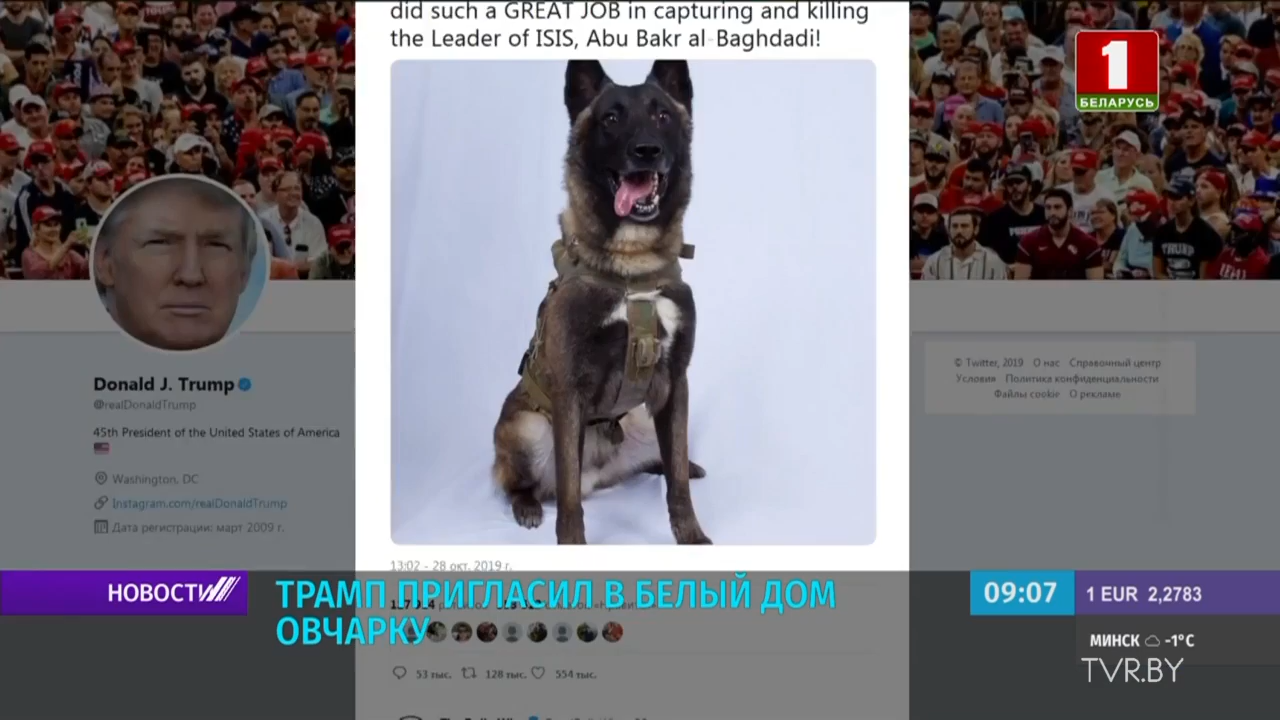 did such a GREAT JOB in capturing and killing
the Leader of ISIS, Abu Bakr al-Baghdadi!
1
БЕЛАРУСЬ
Donald J. Trump
@realDonaldTrump
45th President of the United States of America
Washington, DC
Instagram.com/realDonaldTrump
Дата регистрации: март 2009 г.
© Twitter, 2019 О нас Справочный центр
Условия Политика конфиденциальности
Файлы cookie О рекламе
TRUMP
13:02 - 28 окт. 2019 г.
НОВОСТИ
ТРАМП ПРИГЛАСИЛ В БЕЛЫЙ ДОМ
ОВЧАРКУ
53 тыс. 128 тыс. 554 тыс.
09:07
1 EUR 2,2783
МИНСК -1°C
TVR.BY